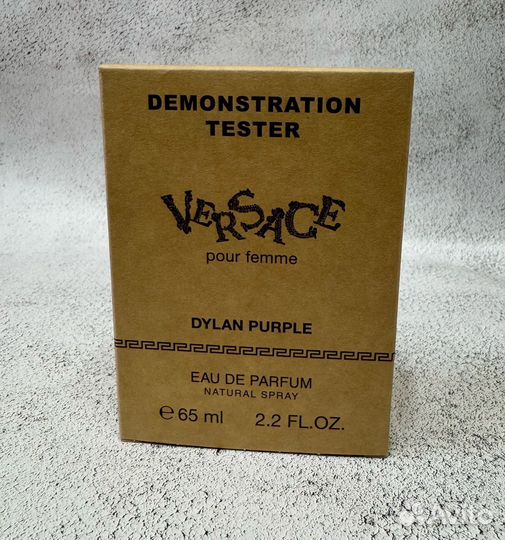 DEMONSTRATION
TESTER
VERSACE
pour femme
DYLAN PURPLE
EAU DE PARFUM
NATURAL SPRAY
℮ 65 ml 2.2 FL.OZ.
Avito